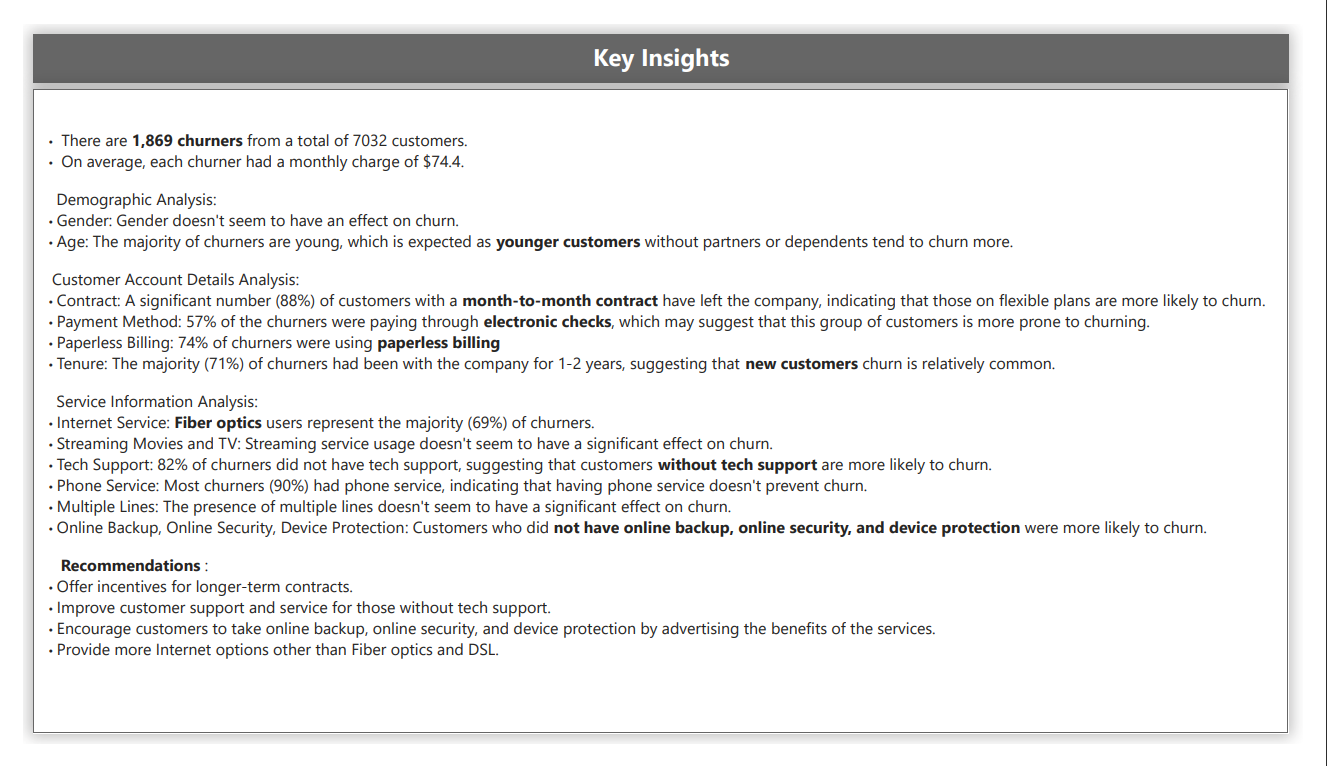 Key Insights
• There are 1,869 churners from a total of 7032 customers.
• On average, each churner had a monthly charge of $74.4.
Demographic Analysis:
• Gender: Gender doesn't seem to have an effect on churn.
• Age: The majority of churners are young, which is expected as younger customers without partners or dependents tend to churn more.
Customer Account Details Analysis:
• Contract: A significant number (88%) of customers with a month-to-month contract have left the company, indicating that those on flexible plans are more likely to churn.
• Payment Method: 57% of the churners were paying through electronic checks, which may suggest that this group of customers is more prone to churning.
• Paperless Billing: 74% of churners were using paperless billing
• Tenure: The majority (71%) of churners had been with the company for 1-2 years, suggesting that new customers churn is relatively common.
Service Information Analysis:
• Internet Service: Fiber optics users represent the majority (69%) of churners.
• Streaming Movies and TV: Streaming service usage doesn't seem to have a significant effect on churn.
• Tech Support: 82% of churners did not have tech support, suggesting that customers without tech support are more likely to churn.
• Phone Service: Most churners (90%) had phone service, indicating that having phone service doesn't prevent churn.
• Multiple Lines: The presence of multiple lines doesn't seem to have a significant effect on churn.
• Online Backup, Online Security, Device Protection: Customers who did not have online backup, online security, and device protection were more likely to churn.
Recommendations :
• Offer incentives for longer-term contracts.
• Improve customer support and service for those without tech support.
• Encourage customers to take online backup, online security, and device protection by advertising the benefits of the services.
• Provide more Internet options other than Fiber optics and DSL.